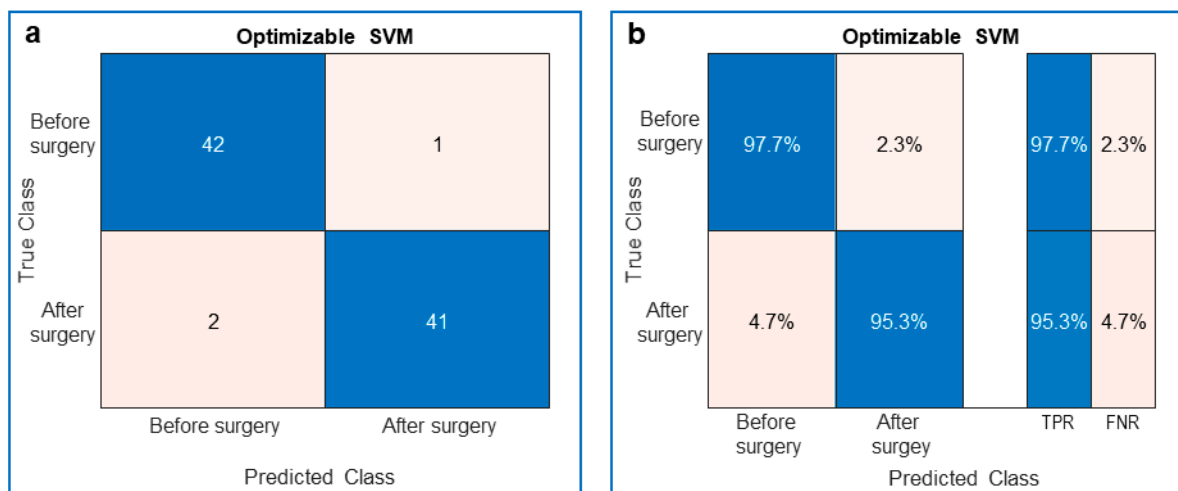 a
Optimizable SVM
True Class
Before
surgery
42
1
After
surgery
2
41
Before surgery
After surgery
Predicted Class
b
Optimizable SVM
True Class
Before
surgery
97.7%
2.3%
97.7%
2.3%
After
surgery
4.7%
95.3%
95.3%
4.7%
Before
surgery
After
surgey
TPR
FNR
Predicted Class